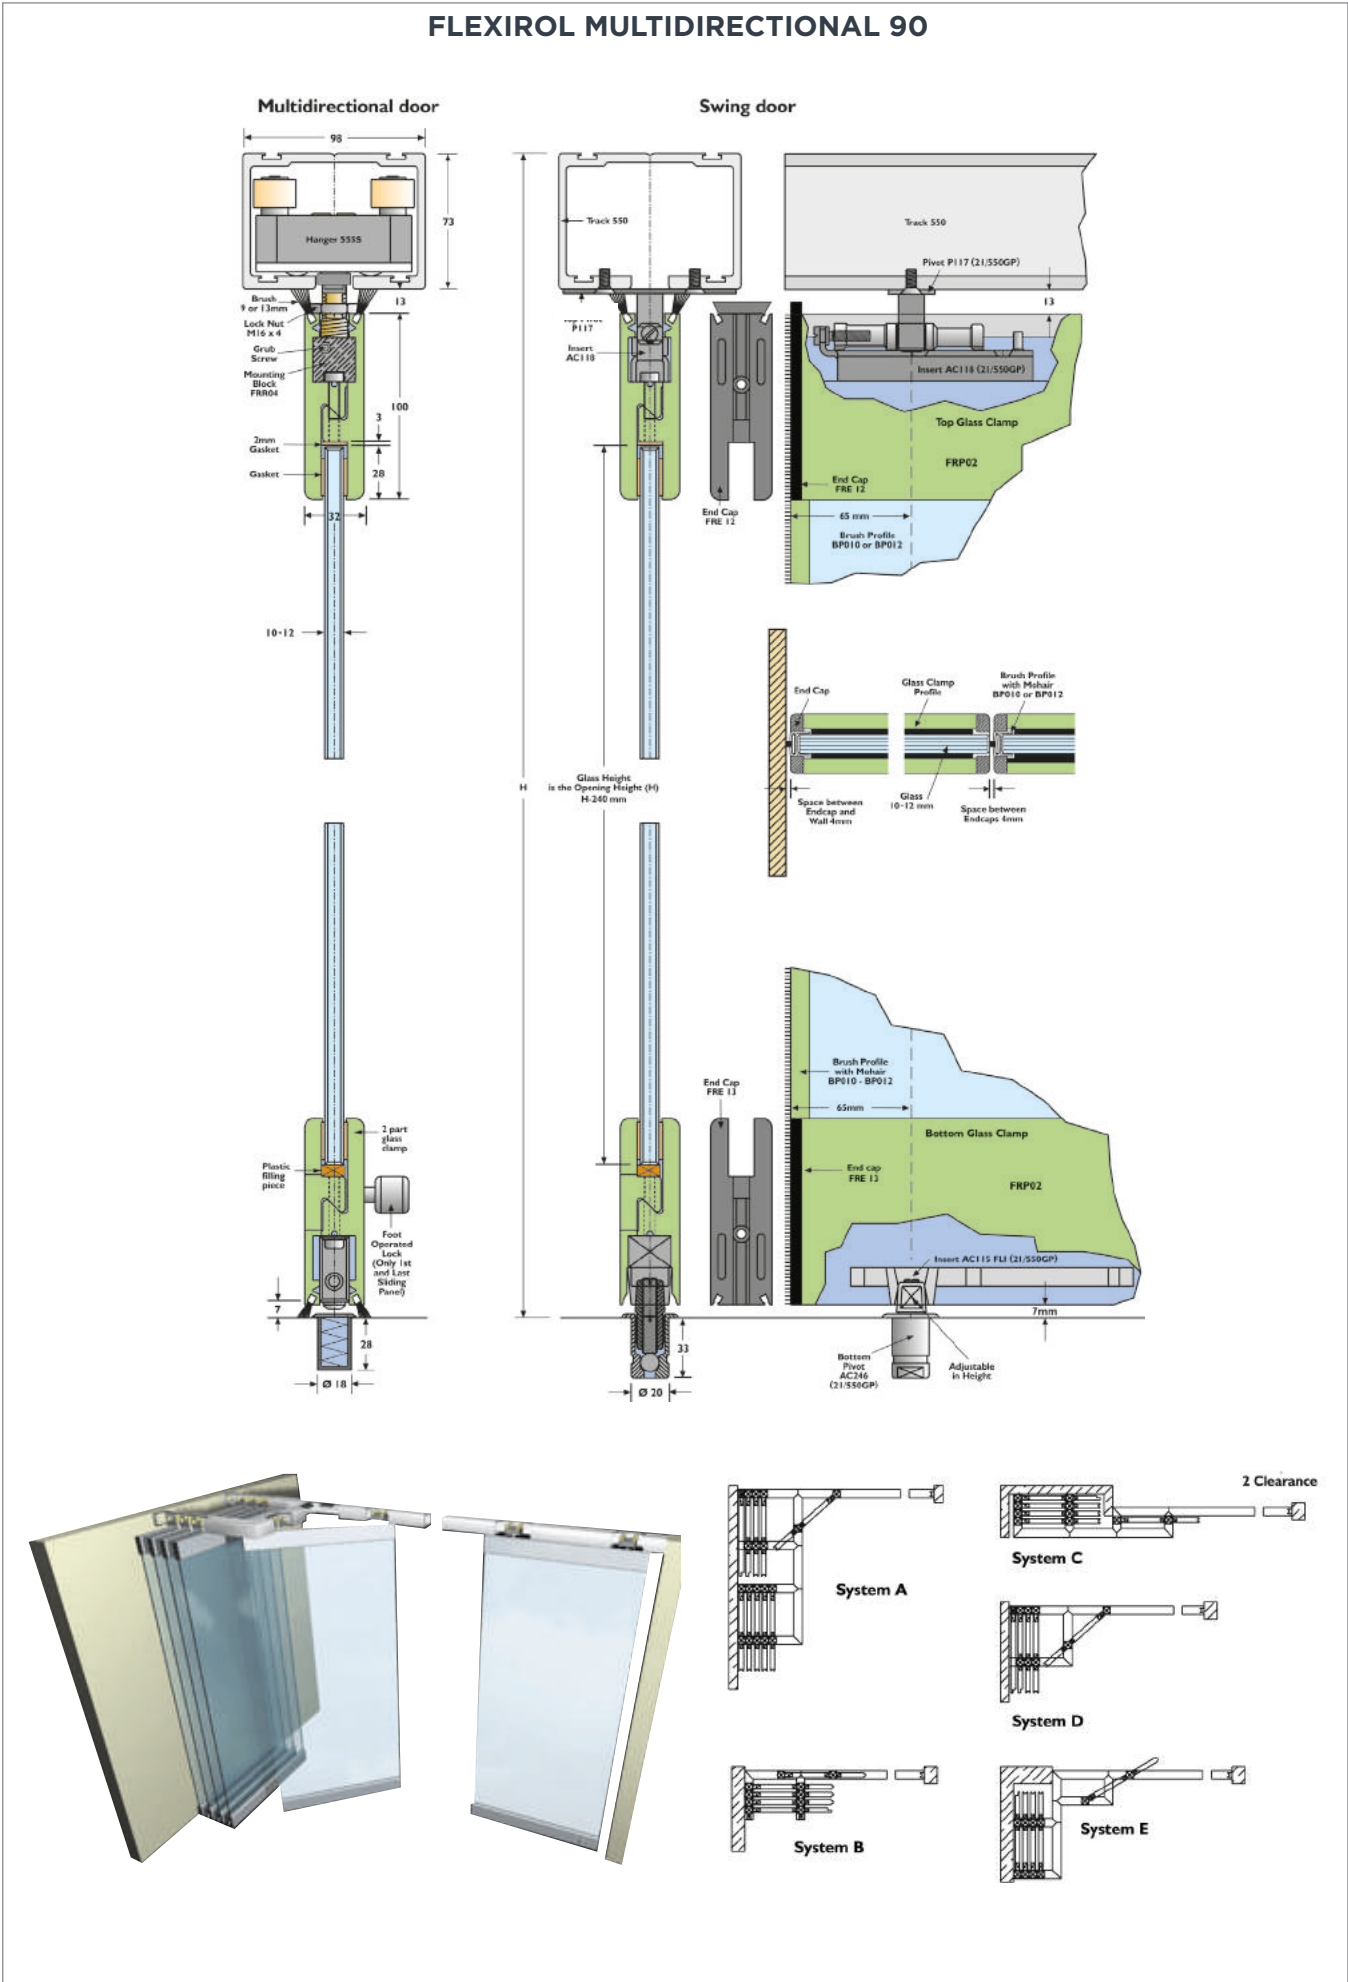 FLEXIROL MULTIDIRECTIONAL 90
Multidirectional door
Swing door
98
73
Hanger 555S
Brush
9 or 13mm
13
Lock Nut
M16 x 4
Grub
Screw
Mounting
Block
FRR04
100
3
2mm
Gasket
Gasket
28
32
10-12
Track 550
P117
Insert
AC118
End Cap
FRE 12
Track 550
Pivot P117 (21/550GP)
13
Insert AC118 (21/550GP)
Top Glass Clamp
FRP02
End Cap
FRE 12
65 mm
Brush Profile
BP010 or BP012
End Cap
Glass Clamp
Profile
Brush Profile
with Mohair
BP010 or BP012
H
Glass Height
is the Opening Height (H)
H-240 mm
Space between
Endcap and
Wall 4mm
Glass
10-12 mm
Space between
Endcaps 4mm
2 part
glass
clamp
Plastic
filling
piece
Foot
Operated
Lock
(Only 1st
and Last
Sliding
Panel)
7
28
Ø 18
End Cap
FRE 13
33
Ø 20
Brush Profile
with Mohair
BP010 - BP012
65mm
Bottom Glass Clamp
End cap
FRE 13
FRP02
Insert AC115 FLI (21/550GP)
7mm
Bottom
Pivot
AC246
(21/550GP)
Adjustable
in Height
2 Clearance
System A
System C
System D
System B
System E